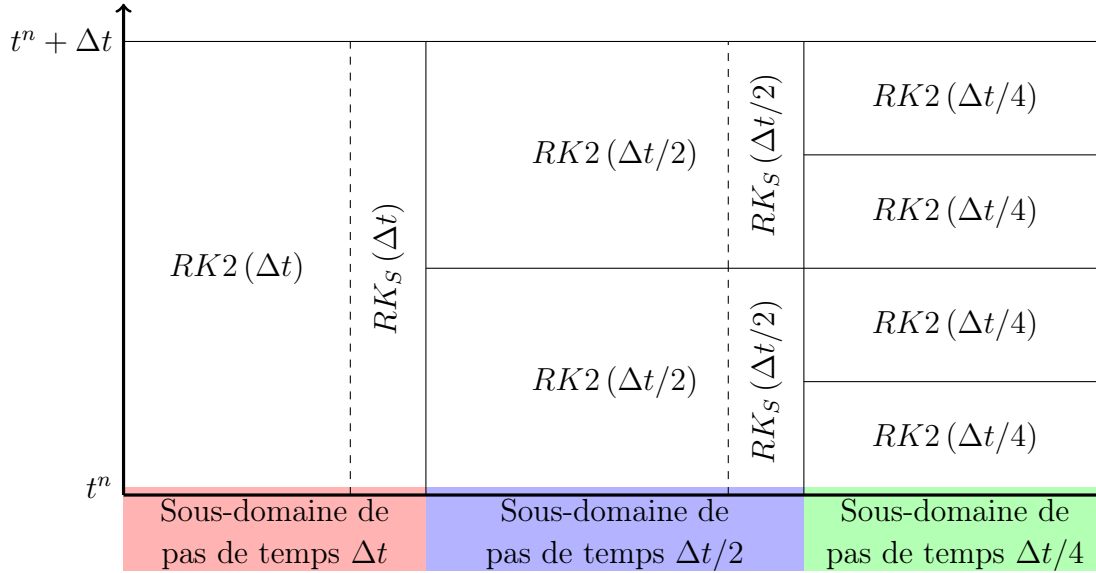 tⁿ + Δt
RK2 (Δt/4)
RK2 (Δt/2)
RK_S (Δt/2)
RK2 (Δt/4)
RK2 (Δt)
RK_S (Δt)
RK2 (Δt/4)
RK2 (Δt/2)
RK_S (Δt/2)
RK2 (Δt/4)
tⁿ
Sous-domaine de
pas de temps Δt
Sous-domaine de
pas de temps Δt/2
Sous-domaine de
pas de temps Δt/4